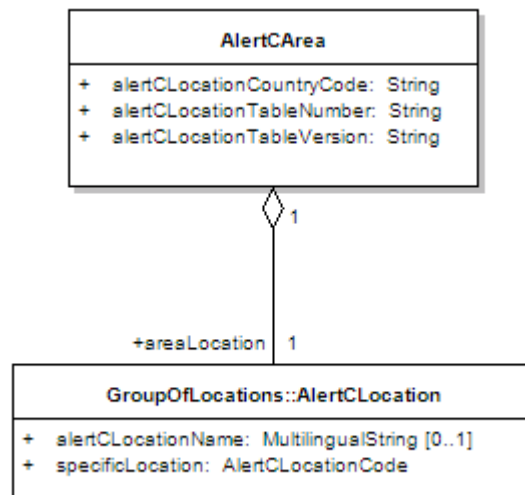 AlertCArea
+ alertCLocationCountryCode: String
+ alertCLocationTableNumber: String
+ alertCLocationTableVersion: String
1
+areaLocation 1
GroupOfLocations::AlertCLocation
+ alertCLocationName: MultilingualString [0..1]
+ specificLocation: AlertCLocationCode